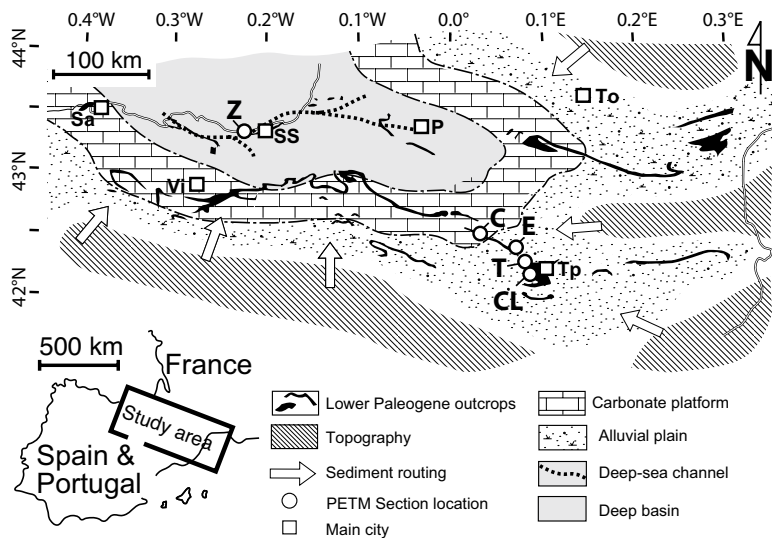 0.4°W 0.3°W 0.2°W 0.1°W 0.0° 0.1°E 0.2°E 0.3°E
44°N
100 km
N
To
Sa
Z
SS
P
43°N
Vi
C
E
T
Tp
42°N
CL
500 km
France
Study area
Spain &
Portugal
Lower Paleogene outcrops
Topography
Sediment routing
PETM Section location
Main city
Carbonate platform
Alluvial plain
Deep-sea channel
Deep basin